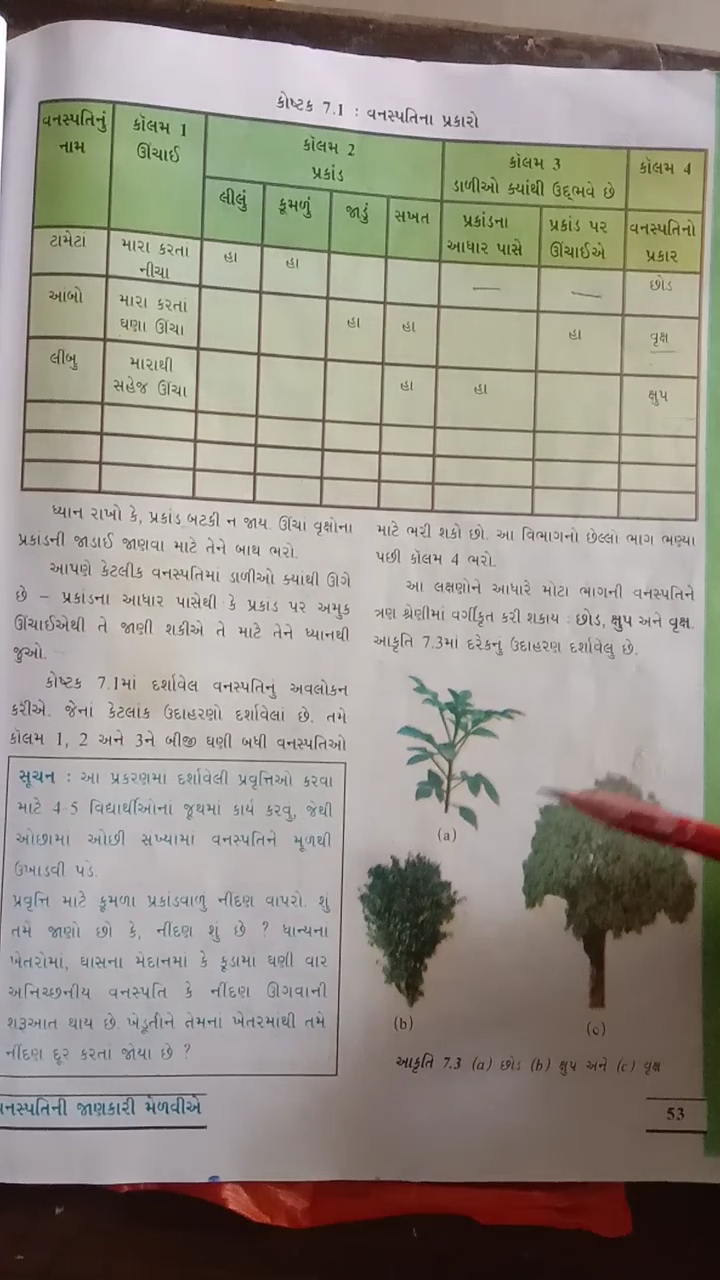 કોષ્ટક 7.1 : વનસ્પતિના પ્રકારો
વનસ્પતિનું નામ
કૉલમ 1 ઊંચાઈ
કૉલમ 2 પ્રકાંડ
કૉલમ 3 ડાળીઓ ક્યાંથી ઉદ્ભવે છે
કૉલમ 4
લીલું કૂમળું જાડું સખત
પ્રકાંડના આધાર પાસે
પ્રકાંડ પર ઊંચાઈએ
વનસ્પતિનો પ્રકાર
ટામેટાં મારા કરતા નીચા હા હા — — છોડ
આંબો મારા કરતાં ઘણા ઊંચા હા હા હા વૃક્ષ
લીંબુ મારાથી સહેજ ઊંચા હા હા ક્ષુપ
ધ્યાન રાખો કે, પ્રકાંડ બટકી ન જાય. ઊંચાં વૃક્ષોના
પ્રકાંડની જાડાઈ જાણવા માટે તેને બાથ ભરો.
આપણે કેટલીક વનસ્પતિમાં ડાળીઓ ક્યાંથી ઊગે
છે – પ્રકાંડના આધાર પાસેથી કે પ્રકાંડ પર અમુક
ઊંચાઈએથી તે જાણી શકીએ તે માટે તેને ધ્યાનથી
જુઓ.
કોષ્ટક 7.1માં દર્શાવેલ વનસ્પતિનું અવલોકન
કરીએ. જેનાં કેટલાંક ઉદાહરણો દર્શાવેલાં છે. તમે
કોલમ 1, 2 અને 3ને બીજી ઘણી બધી વનસ્પતિઓ
માટે ભરી શકો છો. આ વિભાગનો છેલ્લો ભાગ ભણ્યા
પછી કૉલમ 4 ભરો.
આ લક્ષણોને આધારે મોટા ભાગની વનસ્પતિને
ત્રણ શ્રેણીમાં વર્ગીકૃત કરી શકાય : છોડ, ક્ષુપ અને વૃક્ષ.
આકૃતિ 7.3માં દરેકનું ઉદાહરણ દર્શાવેલુ છે.
સૂચન : આ પ્રકરણમાં દર્શાવેલી પ્રવૃત્તિઓ કરવા
માટે 4-5 વિદ્યાર્થીઓનાં જૂથમાં કાર્ય કરવુ, જેથી
ઓછામા ઓછી સંખ્યામા વનસ્પતિને મૂળથી
ઉખાડવી પડે.
પ્રવૃત્તિ માટે કૂમળા પ્રકાંડવાળું નીંદણ વાપરો. શું
તમે જાણો છો કે, નીંદણ શું છે ? ધાન્યના
ખેતરોમાં, ઘાસના મેદાનમાં કે કૂડામાં ઘણી વાર
અનિચ્છનીય વનસ્પતિ કે નીંદણ ઊગવાની
શરૂઆત થાય છે. ખેડૂતીને તેમનાં ખેતરમાંથી તમે
નીંદણ દૂર કરતાં જોયા છે ?
(a)
(b)
(c)
આકૃતિ 7.3 (a) છોડ (b) ક્ષુપ અને (c) વૃક્ષ
વનસ્પતિની જાણકારી મેળવીએ
53